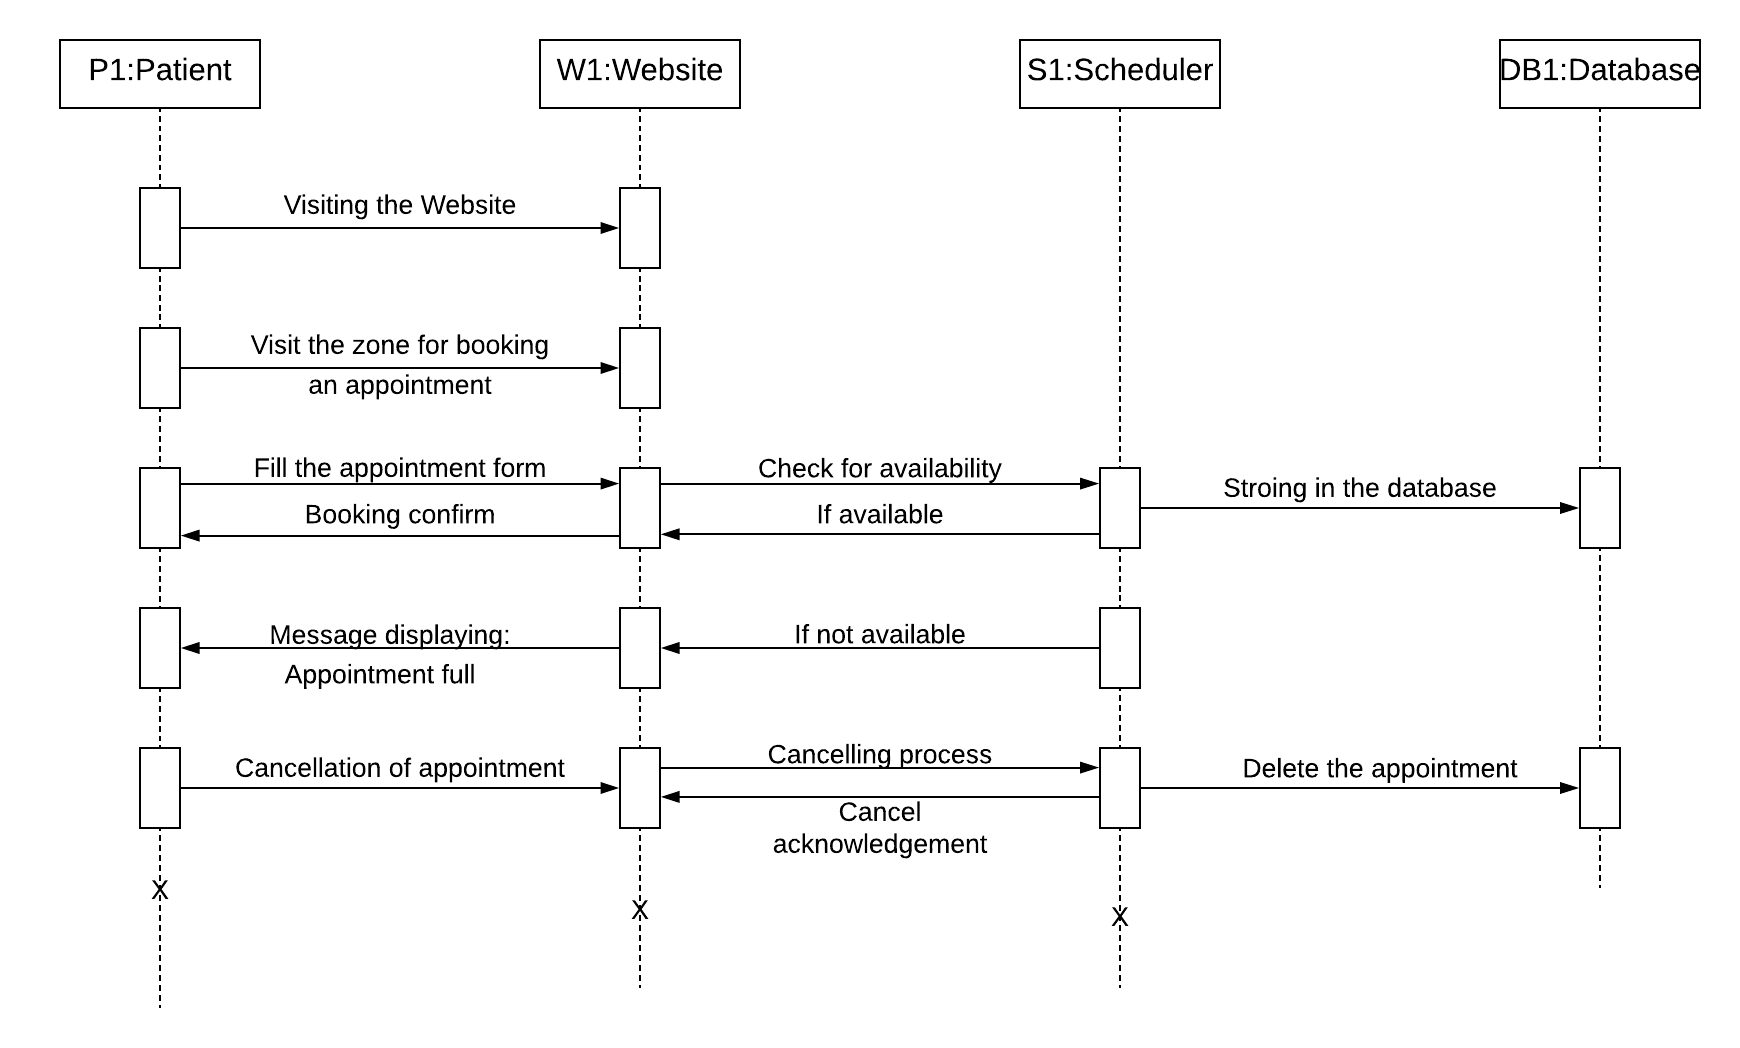 P1:Patient
W1:Website
S1:Scheduler
DB1:Database
Visiting the Website
Visit the zone for booking
an appointment
Fill the appointment form
Check for availability
Stroing in the database
Booking confirm
If available
Message displaying:
Appointment full
If not available
Cancellation of appointment
Cancelling process
Delete the appointment
Cancel
acknowledgement
X
X
X